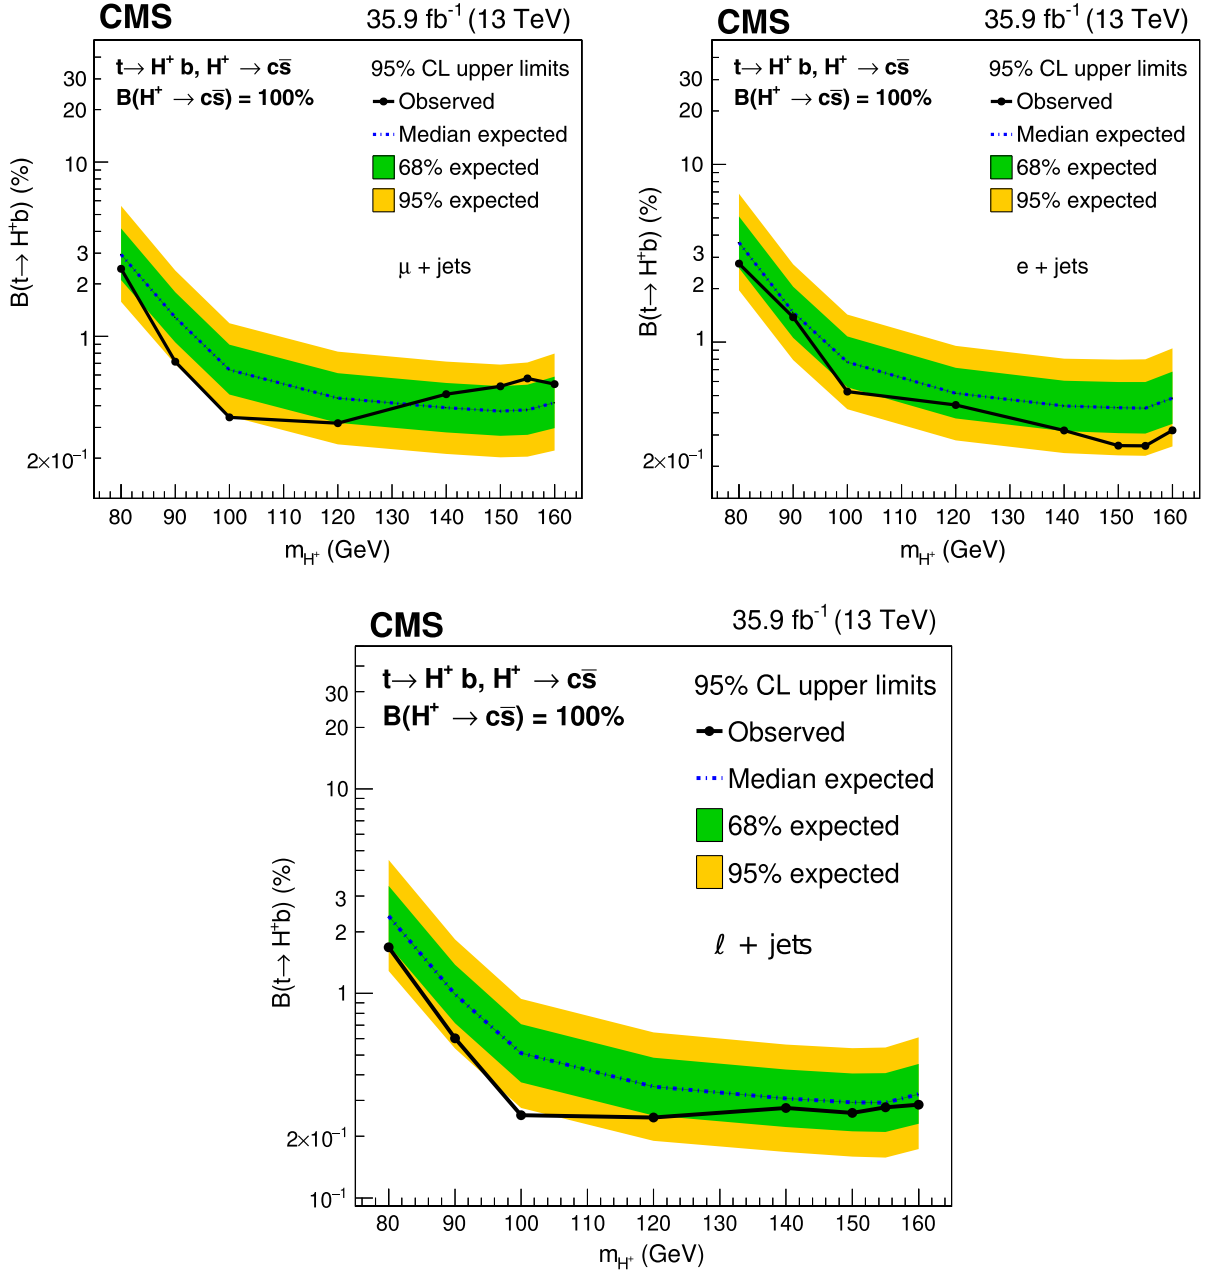 CMS
35.9 fb⁻¹ (13 TeV)
t→ H⁺ b, H⁺ → cs̅
B(H⁺ → cs̅) = 100%
95% CL upper limits
Observed
Median expected
68% expected
95% expected
μ + jets
B(t→ H⁺b) (%)
30
20
10
3
2
1
2×10⁻¹
80 90 100 110 120 130 140 150 160
m_H⁺ (GeV)
CMS
35.9 fb⁻¹ (13 TeV)
t→ H⁺ b, H⁺ → cs̅
B(H⁺ → cs̅) = 100%
95% CL upper limits
Observed
Median expected
68% expected
95% expected
e + jets
B(t→ H⁺b) (%)
30
20
10
3
2
1
2×10⁻¹
80 90 100 110 120 130 140 150 160
m_H⁺ (GeV)
CMS
35.9 fb⁻¹ (13 TeV)
t→ H⁺ b, H⁺ → cs̅
B(H⁺ → cs̅) = 100%
95% CL upper limits
Observed
Median expected
68% expected
95% expected
ℓ + jets
B(t→ H⁺b) (%)
30
20
10
3
2
1
2×10⁻¹
10⁻¹
80 90 100 110 120 130 140 150 160
m_H⁺ (GeV)